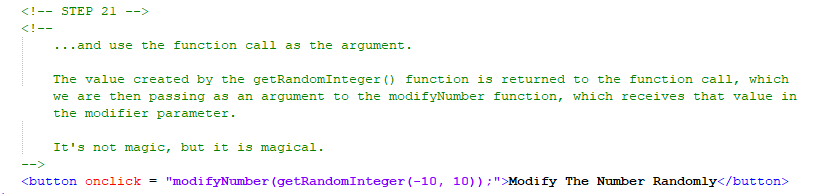 <!-- STEP 21 -->
<!--
...and use the function call as the argument.
The value created by the getRandomInteger() function is returned to the function call, which
we are then passing as an argument to the modifyNumber function, which receives that value in
the modifier parameter.
It's not magic, but it is magical.
-->
<button onclick = "modifyNumber(getRandomInteger(-10, 10));">Modify The Number Randomly</button>